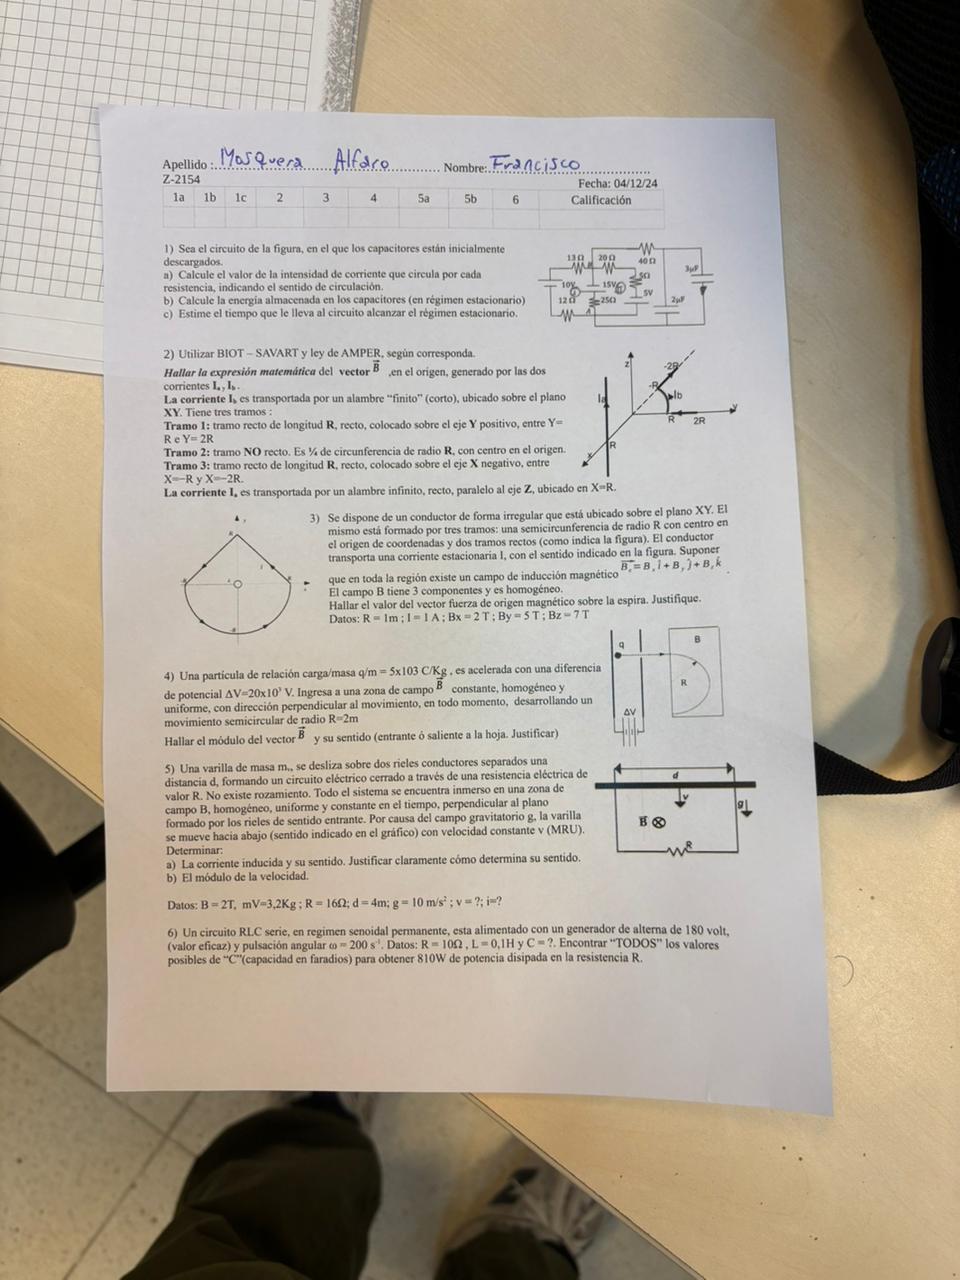 Apellido : Mosquera Alfaro Nombre: Francisco
Z-2154
Fecha: 04/12/24
1a 1b 1c 2 3 4 5a 5b 6 Calificación
1) Sea el circuito de la figura, en el que los capacitores están inicialmente
descargados.
a) Calcule el valor de la intensidad de corriente que circula por cada
resistencia, indicando el sentido de circulación.
b) Calcule la energía almacenada en los capacitores (en régimen estacionario)
c) Estime el tiempo que le lleva al circuito alcanzar el régimen estacionario.
13Ω 20Ω 40Ω
5Ω 3μF
10V 15V 5V
12Ω 25Ω 2μF
2) Utilizar BIOT – SAVART y ley de AMPER, según corresponda.
Hallar la expresión matemática del vector B ,en el origen, generado por las dos
corrientes Iₐ , I_b .
La corriente I_b es transportada por un alambre "finito" (corto), ubicado sobre el plano
XY. Tiene tres tramos :
Tramo 1: tramo recto de longitud R, recto, colocado sobre el eje Y positivo, entre Y=
R e Y= 2R
Tramo 2: tramo NO recto. Es ¼ de circunferencia de radio R, con centro en el origen.
Tramo 3: tramo recto de longitud R, recto, colocado sobre el eje X negativo, entre
X=-R y X=-2R.
La corriente Iₐ es transportada por un alambre infinito, recto, paralelo al eje Z, ubicado en X=R.
z
-2R
-R
Ia
Ib
R 2R y
R
x
3) Se dispone de un conductor de forma irregular que está ubicado sobre el plano XY. El
mismo está formado por tres tramos: una semicircunferencia de radio R con centro en
el origen de coordenadas y dos tramos rectos (como indica la figura). El conductor
transporta una corriente estacionaria I, con el sentido indicado en la figura. Suponer
que en toda la región existe un campo de inducción magnético
El campo B tiene 3 componentes y es homogéneo.
Hallar el valor del vector fuerza de origen magnético sobre la espira. Justifique.
Datos: R = 1m ; I = 1 A ; Bx = 2 T ; By = 5 T ; Bz = 7 T
4) Una partícula de relación carga/masa q/m = 5x103 C/Kg , es acelerada con una diferencia
de potencial ΔV=20x10³ V. Ingresa a una zona de campo B constante, homogéneo y
uniforme, con dirección perpendicular al movimiento, en todo momento, desarrollando un
movimiento semicircular de radio R=2m
Hallar el módulo del vector B y su sentido (entrante ó saliente a la hoja. Justificar)
q
B
R
ΔV
5) Una varilla de masa m,, se desliza sobre dos rieles conductores separados una
distancia d, formando un circuito eléctrico cerrado a través de una resistencia eléctrica de
valor R. No existe rozamiento. Todo el sistema se encuentra inmerso en una zona de
campo B, homogéneo, uniforme y constante en el tiempo, perpendicular al plano
formado por los rieles de sentido entrante. Por causa del campo gravitatorio g, la varilla
se mueve hacia abajo (sentido indicado en el gráfico) con velocidad constante v (MRU).
Determinar:
a) La corriente inducida y su sentido. Justificar claramente cómo determina su sentido.
b) El módulo de la velocidad.
d
v
g
B
R
Datos: B = 2T, mV=3,2Kg ; R = 16Ω; d = 4m; g = 10 m/s² ; v = ?; i=?
6) Un circuito RLC serie, en regimen senoidal permanente, esta alimentado con un generador de alterna de 180 volt,
(valor eficaz) y pulsación angular ω = 200 s⁻¹. Datos: R = 10Ω , L = 0,1H y C = ?. Encontrar "TODOS" los valores
posibles de "C"(capacidad en faradios) para obtener 810W de potencia disipada en la resistencia R.